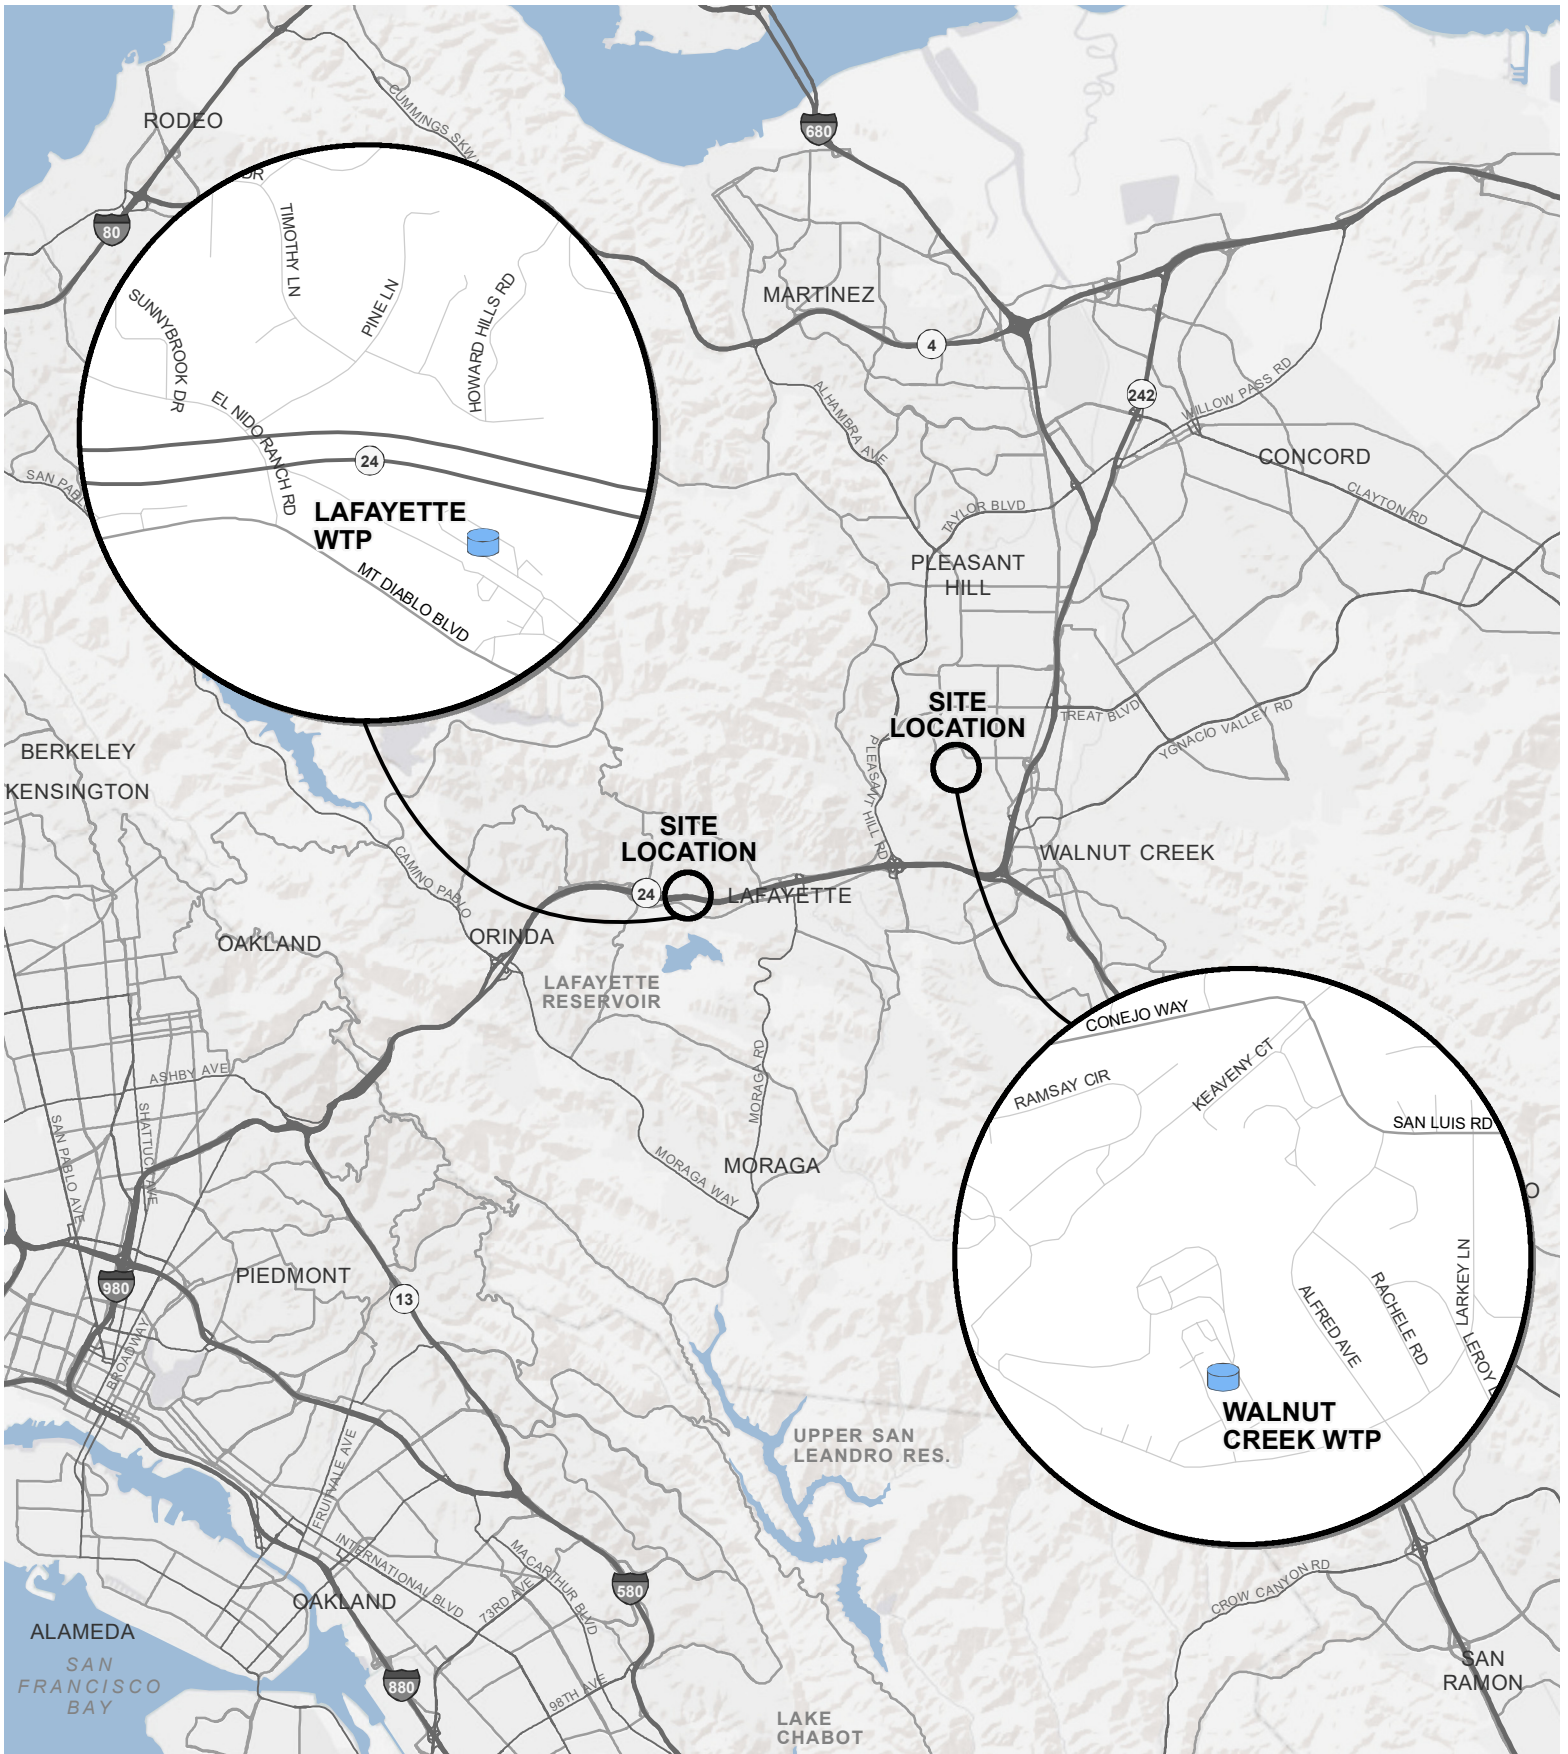 RODEO
CUMMINGS SKWY
680
80
DR
TIMOTHY LN
PINE LN
HOWARD HILLS RD
SUNNYBROOK DR
EL NIDO RANCH RD
24
LAFAYETTE
WTP
MT DIABLO BLVD
SAN PABL
MARTINEZ
4
242
ALHAMBRA AVE
WILLOW PASS RD
CONCORD
CLAYTON RD
TAYLOR BLVD
PLEASANT
HILL
SITE
LOCATION
TREAT BLVD
YGNACIO VALLEY RD
PLEASANT HILL RD
BERKELEY
KENSINGTON
CAMINO PABLO
SITE
LOCATION
24
LAFAYETTE
WALNUT CREEK
OAKLAND
ORINDA
LAFAYETTE
RESERVOIR
ASHBY AVE
SHATTUCK AVE
SAN PABLO AVE
MORAGA RD
MORAGA WAY
MORAGA
CONEJO WAY
RAMSAY CIR
KEAVENY CT
SAN LUIS RD
LARKEY LN
RACHELE RD
ALFRED AVE
LEROY L
WALNUT
CREEK WTP
O
PIEDMONT
980
13
BROADWAY
FRUITVALE AVE
UPPER SAN
LEANDRO RES.
INTERNATIONAL BLVD
73RD AVE
MACARTHUR BLVD
580
OAKLAND
ALAMEDA
SAN
FRANCISCO
BAY
880
98TH AVE
LAKE
CHABOT
CROW CANYON RD
SAN
RAMON